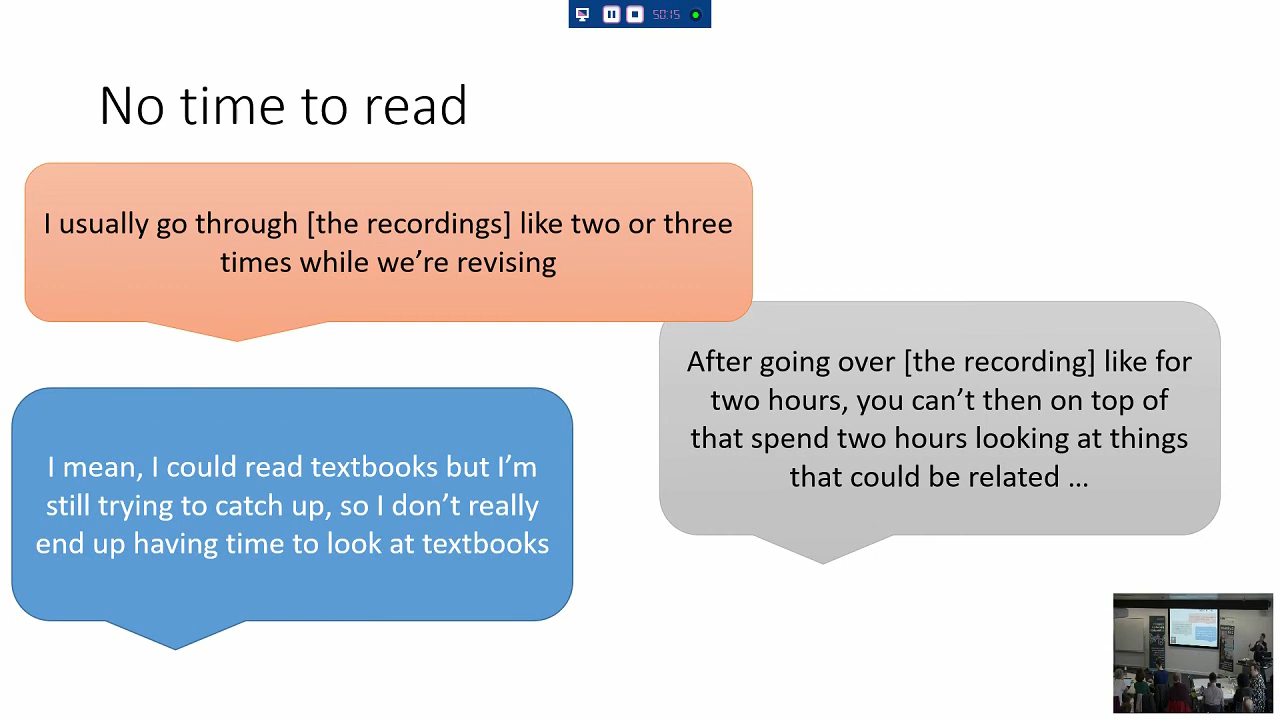 50:15
No time to read
I usually go through [the recordings] like two or three
times while we’re revising
After going over [the recording] like for
two hours, you can’t then on top of
that spend two hours looking at things
that could be related …
I mean, I could read textbooks but I’m
still trying to catch up, so I don’t really
end up having time to look at textbooks